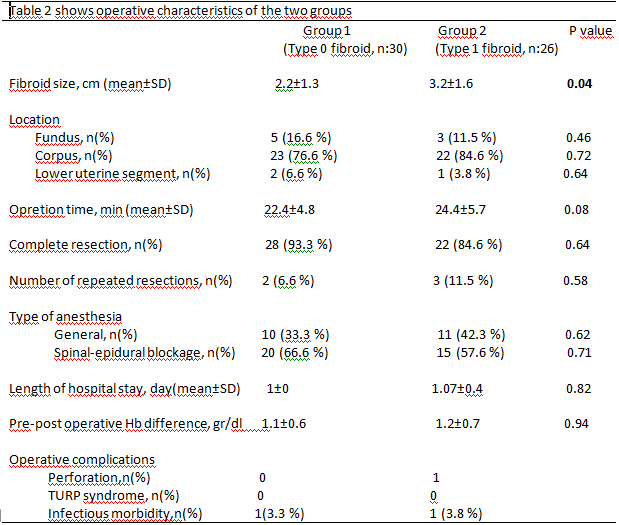 Table 2 shows operative characteristics of the two groups
Group 1 Group 2 P value
(Type 0 fibroid, n:30) (Type 1 fibroid, n:26)
Fibroid size, cm (mean±SD) 2.2±1.3 3.2±1.6 0.04
Location
Fundus, n(%) 5 (16.6 %) 3 (11.5 %) 0.46
Corpus, n(%) 23 (76.6 %) 22 (84.6 %) 0.72
Lower uterine segment, n(%) 2 (6.6 %) 1 (3.8 %) 0.64
Opretion time, min (mean±SD) 22.4±4.8 24.4±5.7 0.08
Complete resection, n(%) 28 (93.3 %) 22 (84.6 %) 0.64
Number of repeated resections, n(%) 2 (6.6 %) 3 (11.5 %) 0.58
Type of anesthesia
General, n(%) 10 (33.3 %) 11 (42.3 %) 0.62
Spinal-epidural blockage, n(%) 20 (66.6 %) 15 (57.6 %) 0.71
Length of hospital stay, day(mean±SD) 1±0 1.07±0.4 0.82
Pre-post operative Hb difference, gr/dl 1.1±0.6 1.2±0.7 0.94
Operative complications
Perforation,n(%) 0 1
TURP syndrome, n(%) 0 0
Infectious morbidity,n(%) 1(3.3 %) 1 (3.8 %)